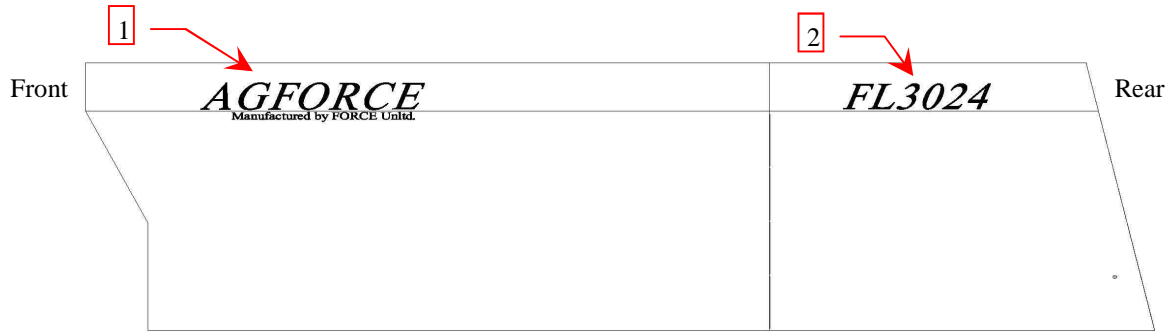 1
2
Front
AGFORCE
FL3024
Rear
Manufactured by FORCE Unltd.